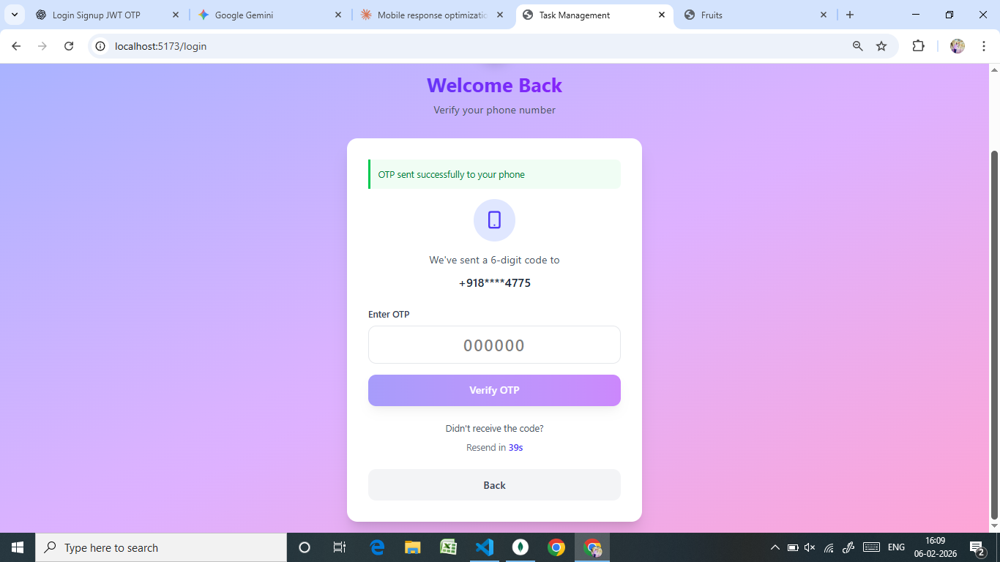 Login Signup JWT OTP
Google Gemini
Mobile response optimizatio
Task Management
Fruits
localhost:5173/login
Welcome Back
Verify your phone number
OTP sent successfully to your phone
We've sent a 6-digit code to
+918****4775
Enter OTP
000000
Verify OTP
Didn't receive the code?
Resend in 39s
Back
Type here to search
ENG
16:09
06-02-2026
2